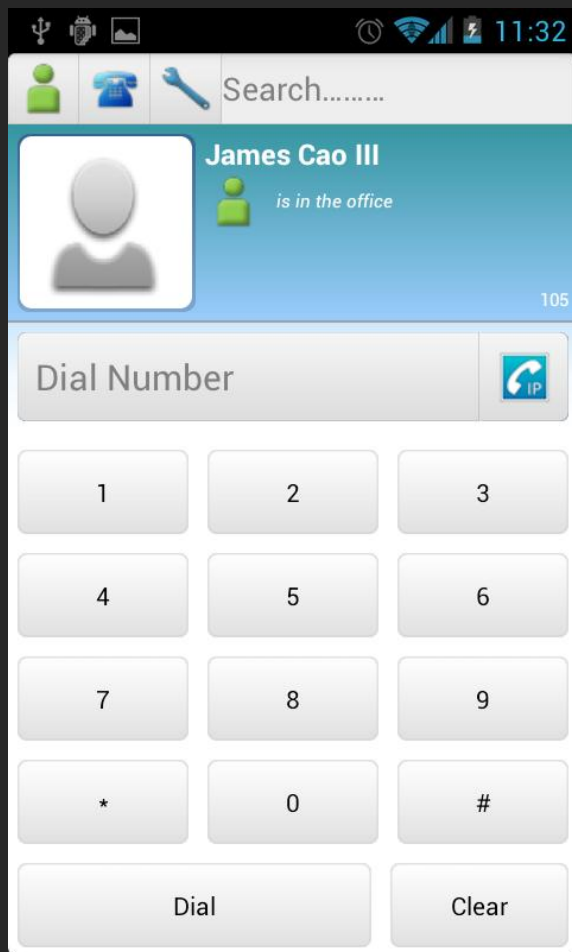 11:32
Search.........
James Cao III
is in the office
105
Dial Number
IP
1 2 3
4 5 6
7 8 9
* 0 #
Dial Clear